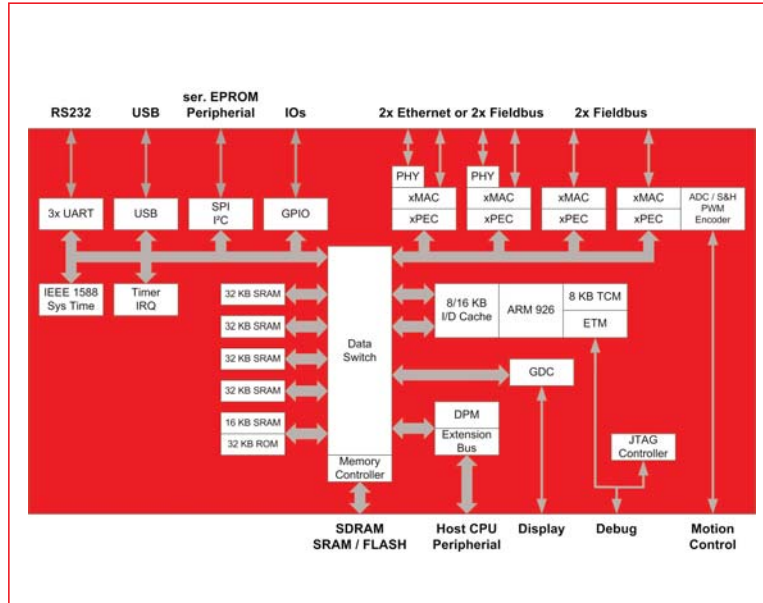 ser. EPROM
RS232 USB Peripherial IOs 2x Ethernet or 2x Fieldbus 2x Fieldbus
PHY PHY
3x UART USB SPI GPIO xMAC xMAC xMAC xMAC ADC / S&H
I²C xPEC xPEC xPEC xPEC PWM
Encoder
IEEE 1588 Timer
Sys Time IRQ
32 KB SRAM
32 KB SRAM
32 KB SRAM
32 KB SRAM
16 KB SRAM
32 KB ROM
Data
Switch
Memory
Controller
8/16 KB
I/D Cache
ARM 926
8 KB TCM
ETM
GDC
DPM
Extension
Bus
JTAG
Controller
SDRAM Host CPU Display Debug Motion
SRAM / FLASH Peripherial Control